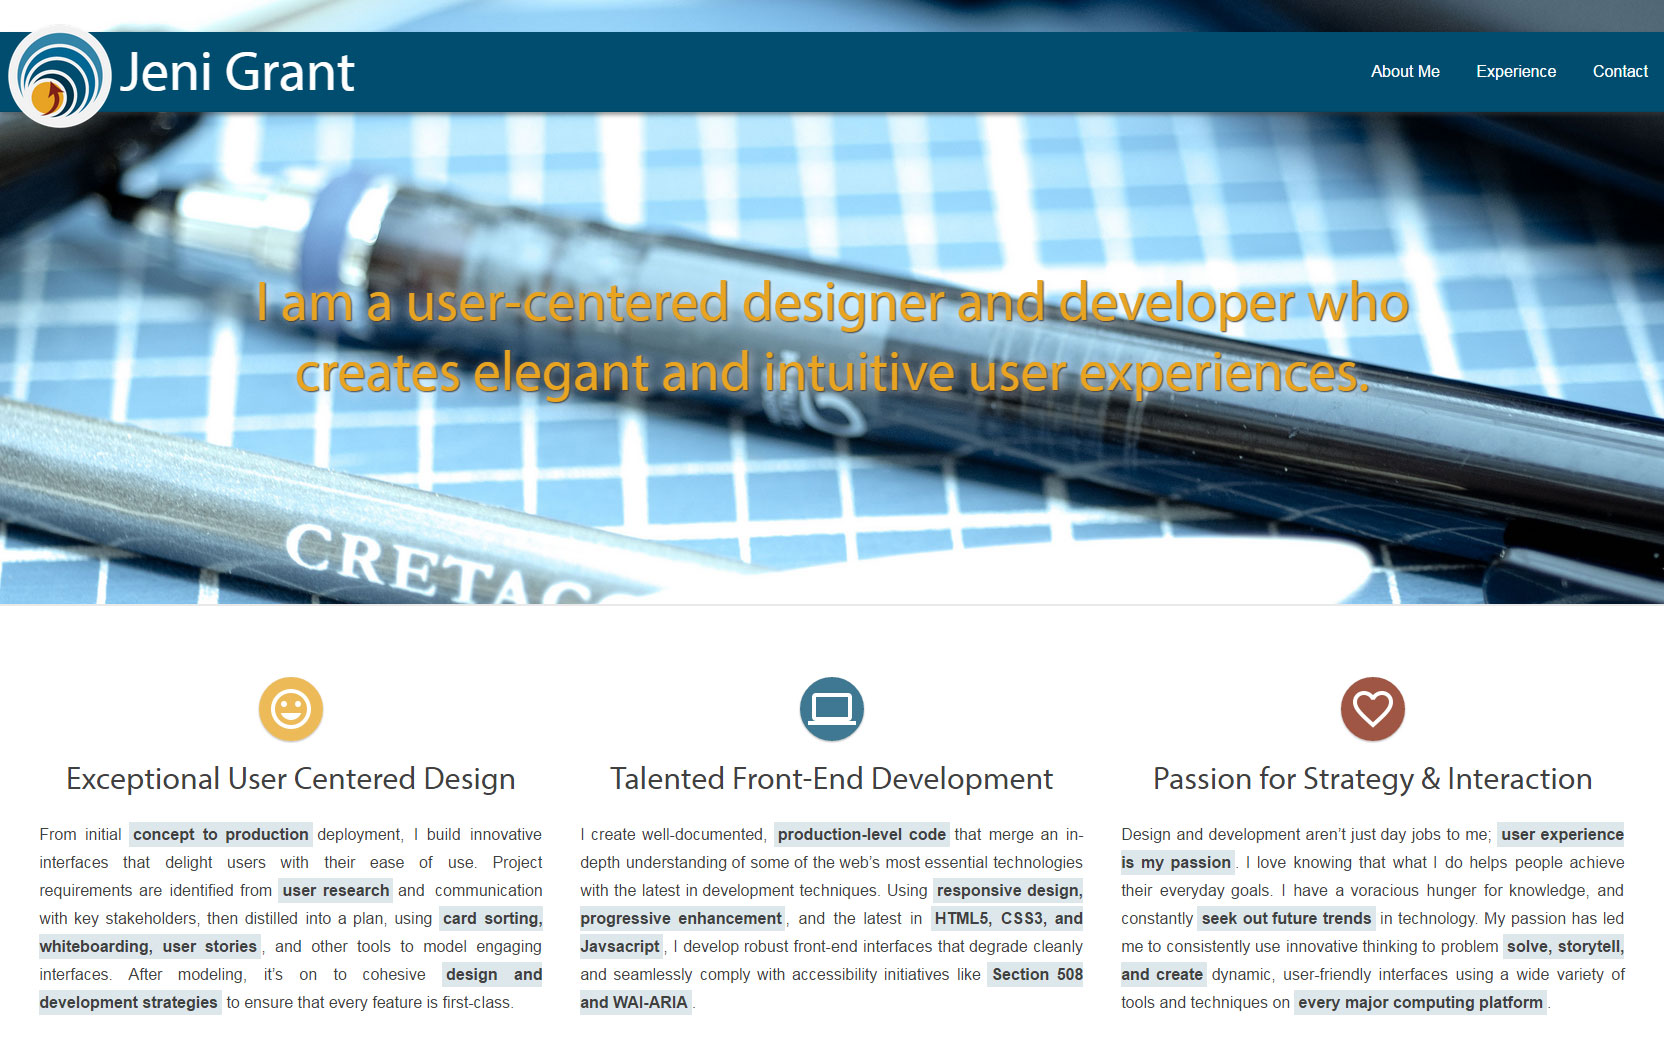 Jeni Grant
About Me
Experience
Contact
I am a user-centered designer and developer who
creates elegant and intuitive user experiences.
CRETAC
Exceptional User Centered Design
From initial concept to production deployment, I build innovative
interfaces that delight users with their ease of use. Project
requirements are identified from user research and communication
with key stakeholders, then distilled into a plan, using card sorting,
whiteboarding, user stories, and other tools to model engaging
interfaces. After modeling, it’s on to cohesive design and
development strategies to ensure that every feature is first-class.
Talented Front-End Development
I create well-documented, production-level code that merge an in-
depth understanding of some of the web’s most essential technologies
with the latest in development techniques. Using responsive design,
progressive enhancement, and the latest in HTML5, CSS3, and
Javsacript, I develop robust front-end interfaces that degrade cleanly
and seamlessly comply with accessibility initiatives like Section 508
and WAI-ARIA.
Passion for Strategy & Interaction
Design and development aren’t just day jobs to me; user experience
is my passion. I love knowing that what I do helps people achieve
their everyday goals. I have a voracious hunger for knowledge, and
constantly seek out future trends in technology. My passion has led
me to consistently use innovative thinking to problem solve, storytell,
and create dynamic, user-friendly interfaces using a wide variety of
tools and techniques on every major computing platform.